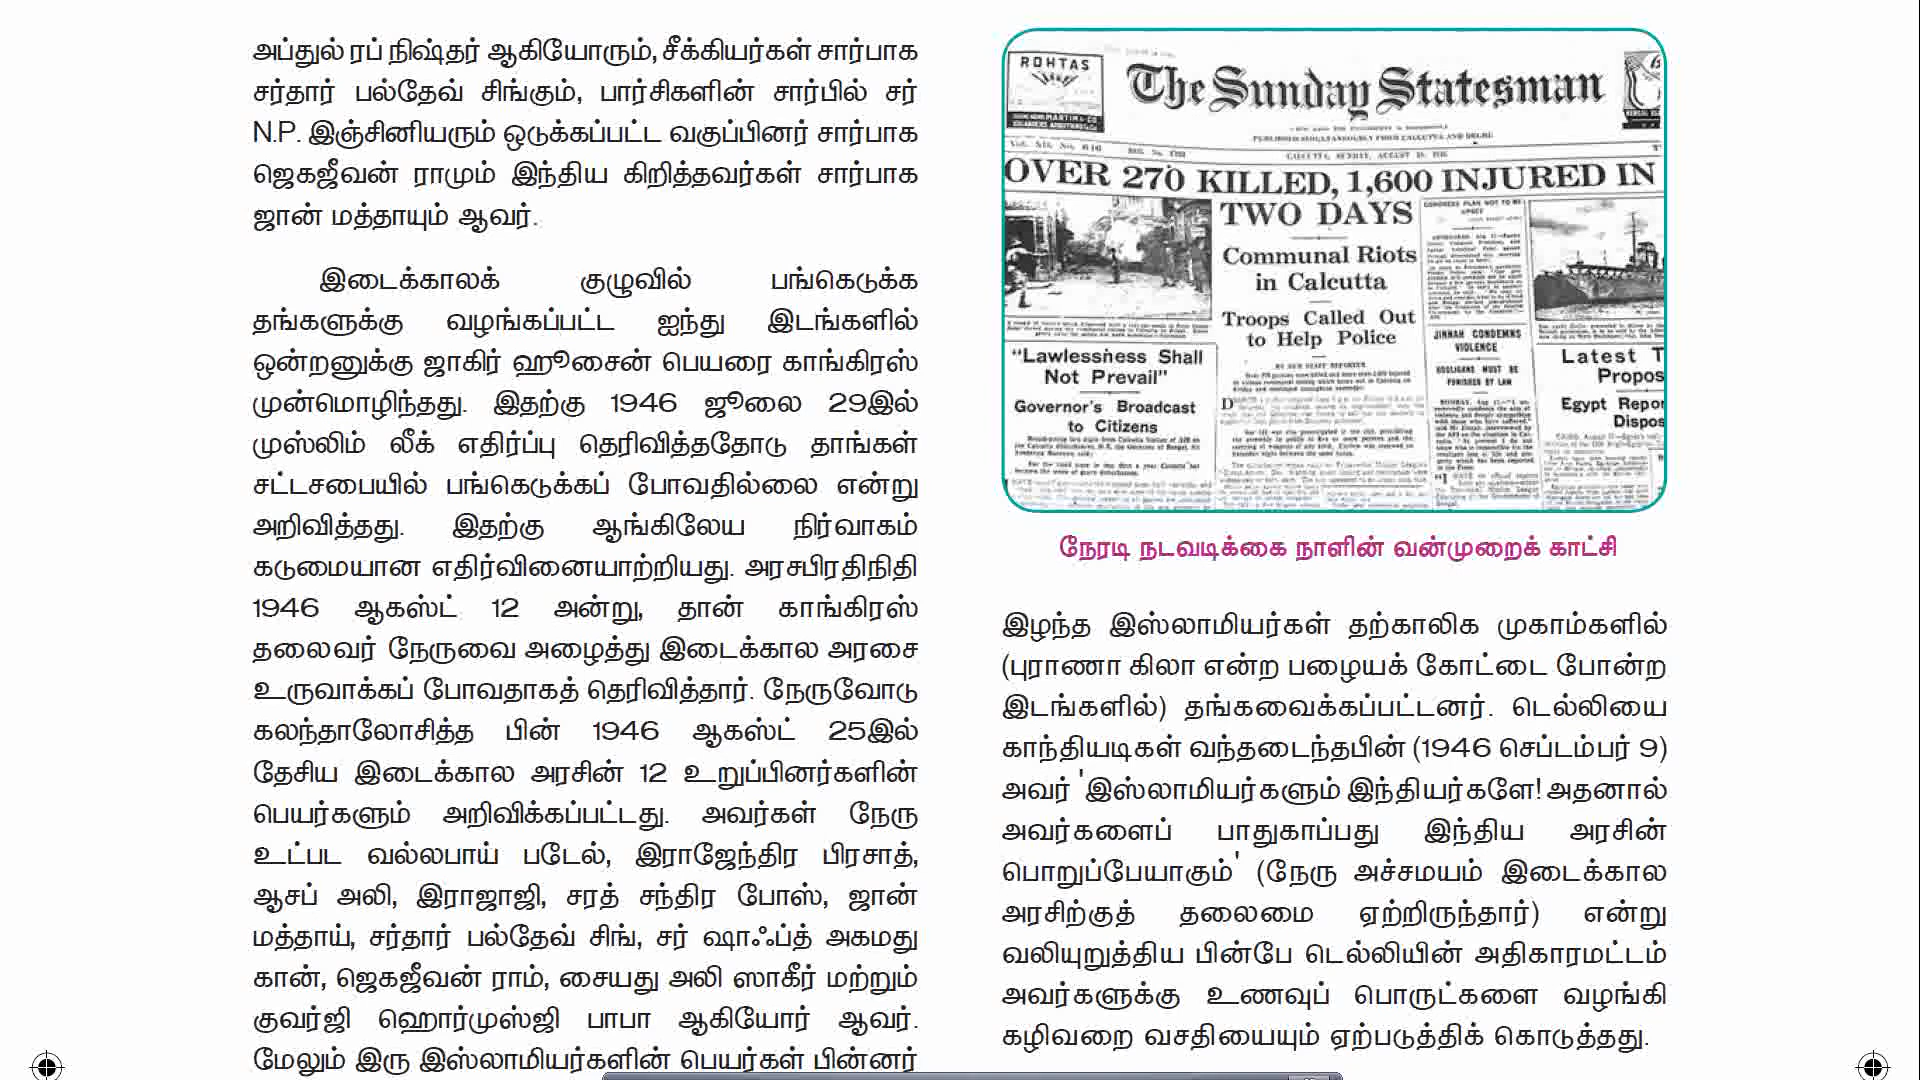 அப்துல் ரப் நிஷ்தர் ஆகியோரும், சீக்கியர்கள் சார்பாக
சர்தார் பல்தேவ் சிங்கும், பார்சிகளின் சார்பில் சர்
N.P. இஞ்சினியரும் ஒடுக்கப்பட்ட வகுப்பினர் சார்பாக
ஜெகஜீவன் ராமும் இந்திய கிறித்தவர்கள் சார்பாக
ஜான் மத்தாயும் ஆவர்.
இடைக்காலக் குழுவில் பங்கெடுக்க
தங்களுக்கு வழங்கப்பட்ட ஐந்து இடங்களில்
ஒன்றனுக்கு ஜாகிர் ஹூசைன் பெயரை காங்கிரஸ்
முன்மொழிந்தது. இதற்கு 1946 ஜூலை 29இல்
முஸ்லிம் லீக் எதிர்ப்பு தெரிவித்ததோடு தாங்கள்
சட்டசபையில் பங்கெடுக்கப் போவதில்லை என்று
அறிவித்தது. இதற்கு ஆங்கிலேய நிர்வாகம்
கடுமையான எதிர்வினையாற்றியது. அரசபிரதிநிதி
1946 ஆகஸ்ட் 12 அன்று, தான் காங்கிரஸ்
தலைவர் நேருவை அழைத்து இடைக்கால அரசை
உருவாக்கப் போவதாகத் தெரிவித்தார். நேருவோடு
கலந்தாலோசித்த பின் 1946 ஆகஸ்ட் 25இல்
தேசிய இடைக்கால அரசின் 12 உறுப்பினர்களின்
பெயர்களும் அறிவிக்கப்பட்டது. அவர்கள் நேரு
உட்பட வல்லபாய் படேல், இராஜேந்திர பிரசாத்,
ஆசப் அலி, இராஜாஜி, சரத் சந்திர போஸ், ஜான்
மத்தாய், சர்தார் பல்தேவ் சிங், சர் ஷாஃப்த் அகமது
கான், ஜெகஜீவன் ராம், சையது அலி ஸாகீர் மற்றும்
குவர்ஜி ஹொர்முஸ்ஜி பாபா ஆகியோர் ஆவர்.
மேலும் இரு இஸ்லாமியர்களின் பெயர்கள் பின்னர்
ROHTAS
The Sunday Statesman
OVER 270 KILLED, 1,600 INJURED IN
TWO DAYS
Communal Riots
in Calcutta
Troops Called Out
to Help Police
"Lawlessness Shall
Not Prevail"
Governor's Broadcast
to Citizens
JINNAH CONDEMNS
VIOLENCE
HOOLIGANS MUST BE
PUNISHED BY LAW
Latest T
Propos
Egypt Repor
Dispos
நேரடி நடவடிக்கை நாளின் வன்முறைக் காட்சி
இழந்த இஸ்லாமியர்கள் தற்காலிக முகாம்களில்
(புராணா கிலா என்ற பழையக் கோட்டை போன்ற
இடங்களில்) தங்கவைக்கப்பட்டனர். டெல்லியை
காந்தியடிகள் வந்தடைந்தபின் (1946 செப்டம்பர் 9)
அவர் 'இஸ்லாமியர்களும் இந்தியர்களே! அதனால்
அவர்களைப் பாதுகாப்பது இந்திய அரசின்
பொறுப்பேயாகும்' (நேரு அச்சமயம் இடைக்கால
அரசிற்குத் தலைமை ஏற்றிருந்தார்) என்று
வலியுறுத்திய பின்பே டெல்லியின் அதிகாரமட்டம்
அவர்களுக்கு உணவுப் பொருட்களை வழங்கி
கழிவறை வசதியையும் ஏற்படுத்திக் கொடுத்தது.